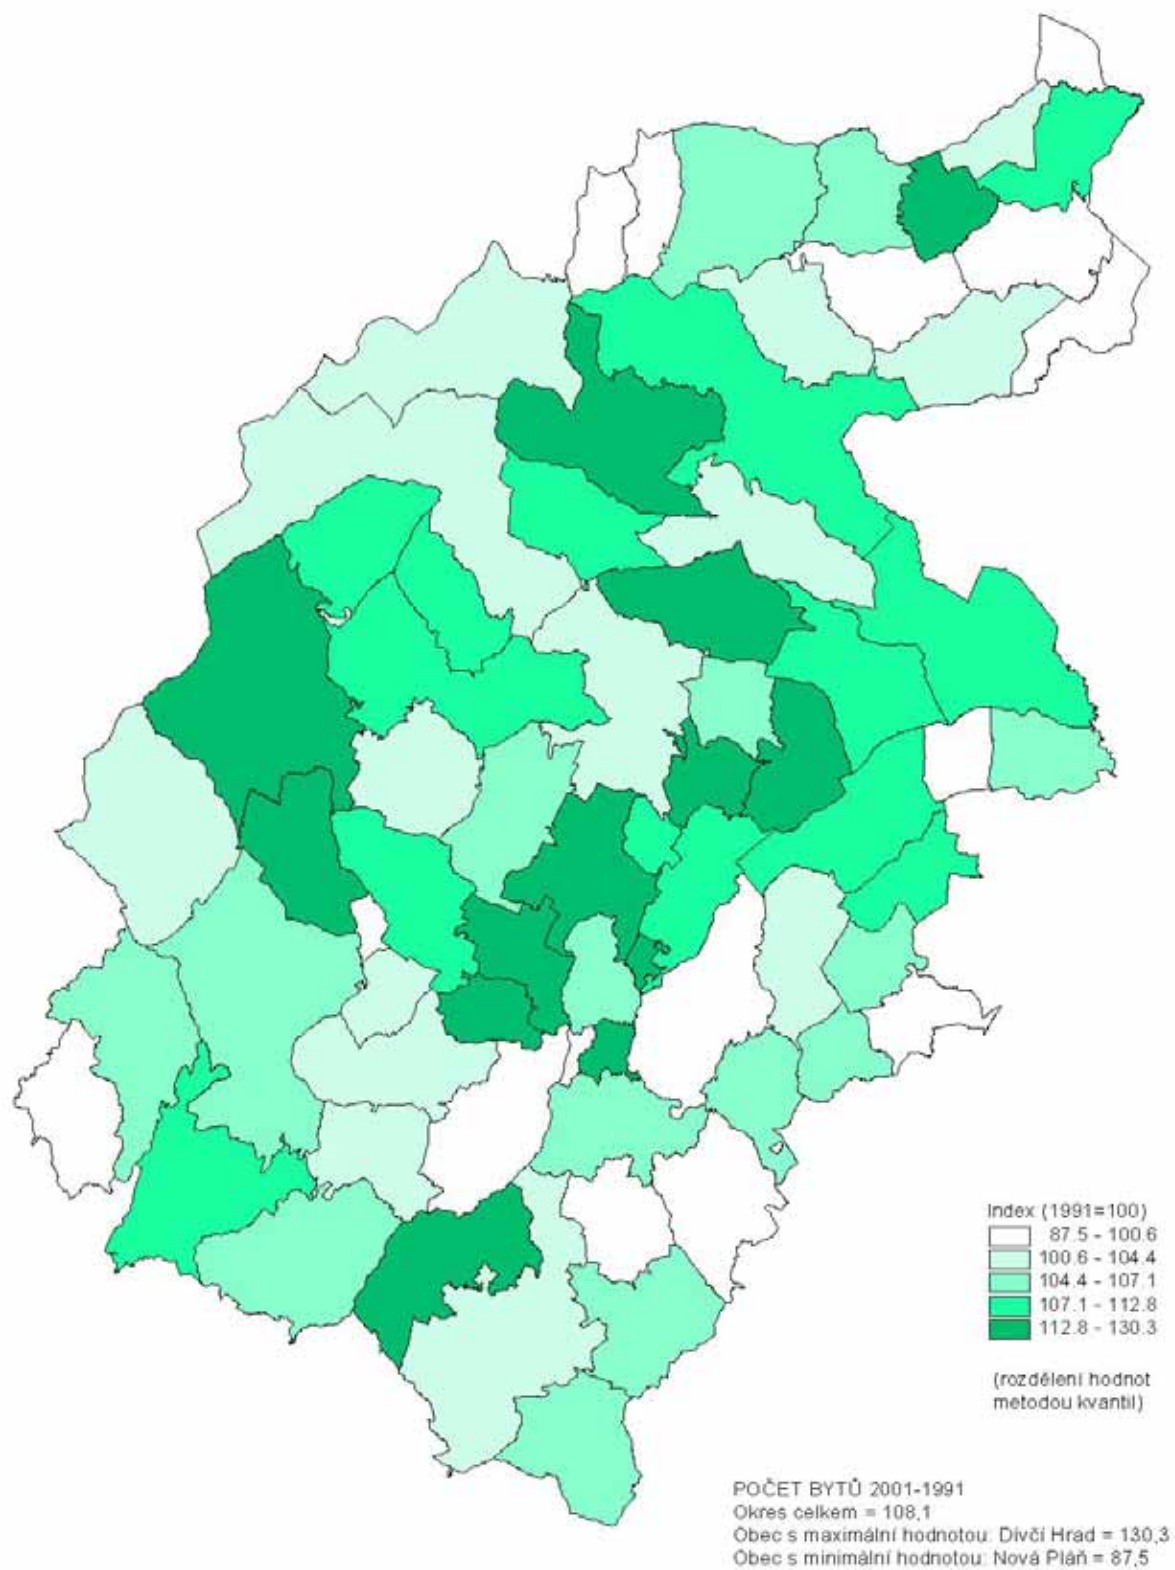 Index (1991=100)
87.5 - 100.6
100.6 - 104.4
104.4 - 107.1
107.1 - 112.8
112.8 - 130.3
(rozdělení hodnot
metodou kvantil)
POČET BYTŮ 2001-1991
Okres celkem = 108,1
Obec s maximální hodnotou: Dívčí Hrad = 130,3
Obec s minimální hodnotou: Nová Pláň = 87,5